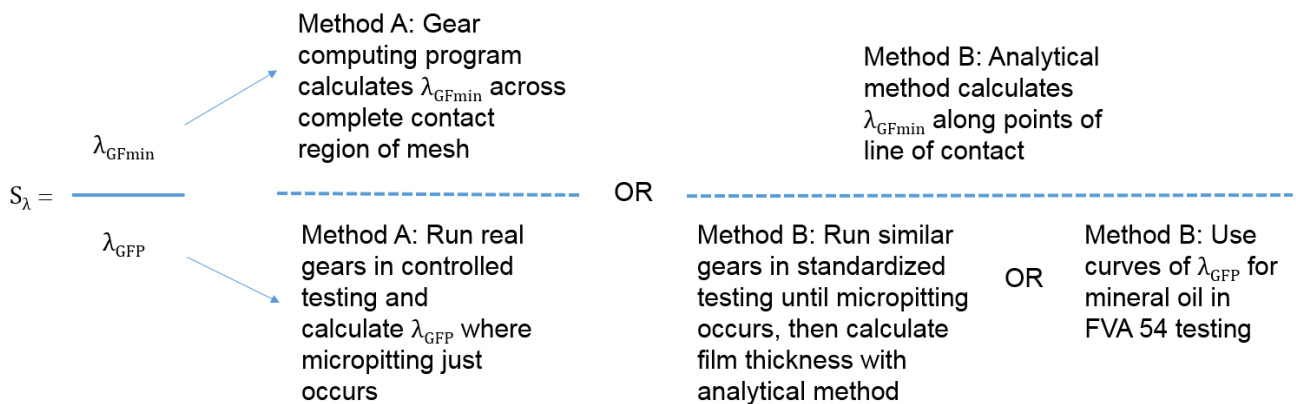 Method A: Gear
computing program
calculates λGFmin across
complete contact
region of mesh
Method B: Analytical
method calculates
λGFmin along points of
line of contact
Sλ =
λGFmin
λGFP
OR
Method A: Run real
gears in controlled
testing and
calculate λGFP where
micropitting just
occurs
Method B: Run similar
gears in standardized
testing until micropitting
occurs, then calculate
film thickness with
analytical method
OR
Method B: Use
curves of λGFP for
mineral oil in
FVA 54 testing